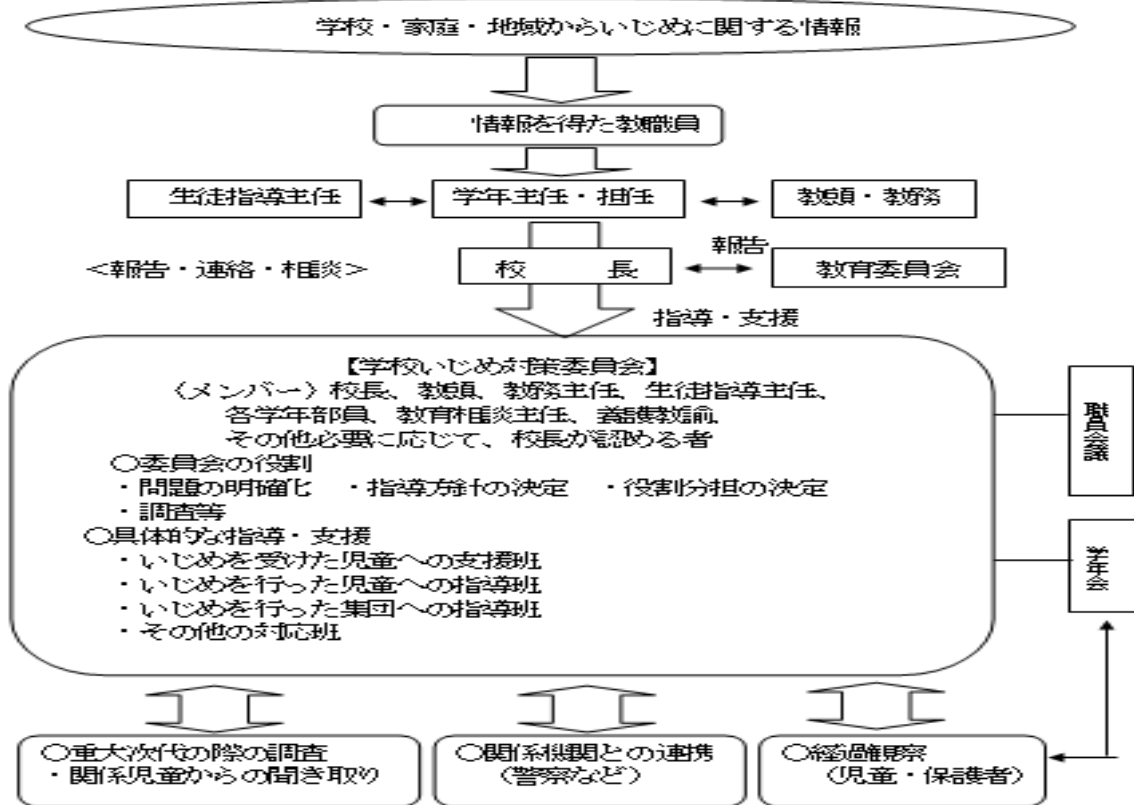 学校・家庭・地域からいじめに関する情報
情報を得た教職員
生徒指導主任
学年主任・担任
教頭・教務
＜報告・連絡・相談＞
校　　長
報告
教育委員会
指導・支援
【学校いじめ対策委員会】
（メンバー）校長、教頭、教務主任、生徒指導主任、
各学年部員、教育相談主任、養護教諭、
その他必要に応じて、校長が認める者
○委員会の役割
・問題の明確化　・指導方針の決定　・役割分担の決定
・調査等
○具体的な指導・支援
・いじめを受けた児童への支援班
・いじめを行った児童への指導班
・いじめを行った集団への指導班
・その他の対応班
職員会議
学年会
○重大次代の際の調査
・関係児童からの聞き取り
○関係機関との連携
（警察など）
○経過観察
（児童・保護者）